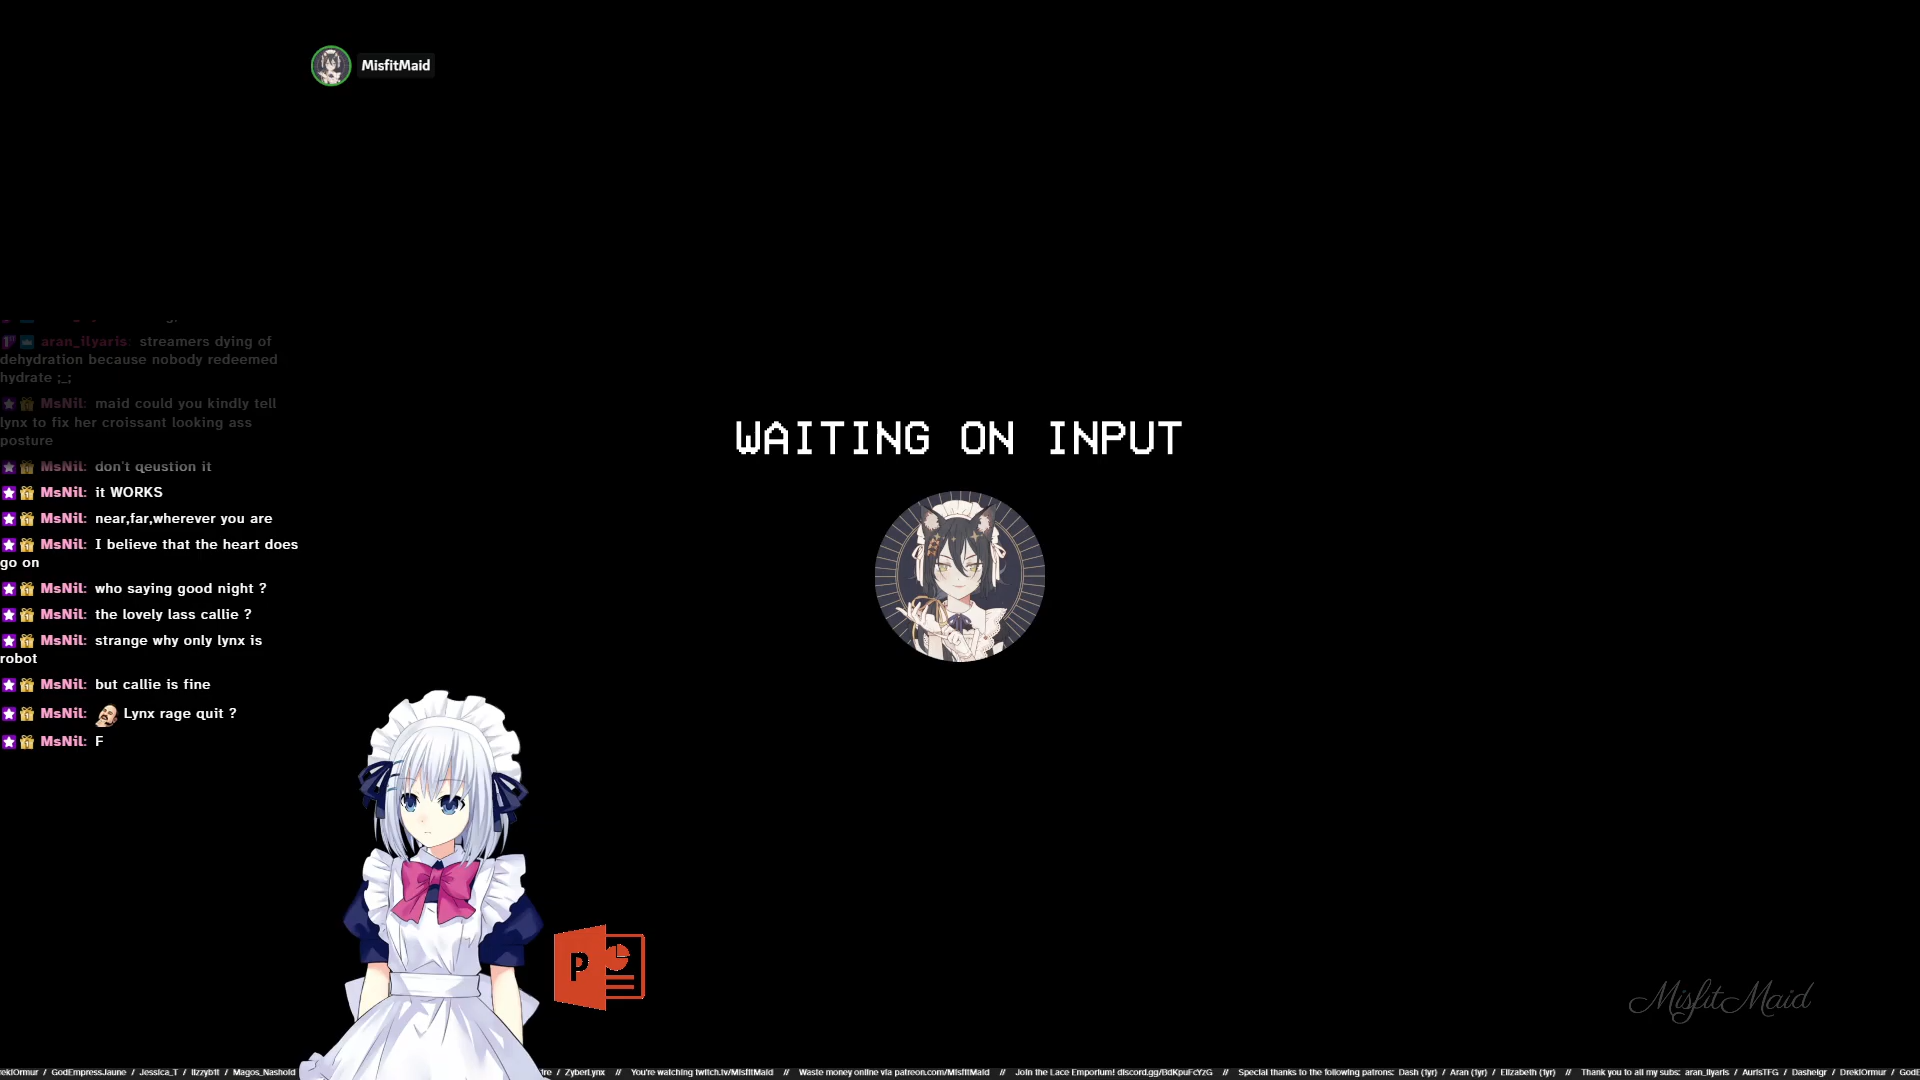 MisfitMaid
aran_ilyaris: streamers dying of
dehydration because nobody redeemed
hydrate ;_;
MsNil: maid could you kindly tell
lynx to fix her croissant looking ass
posture
MsNil: don't qeustion it
MsNil: it WORKS
MsNil: near,far,wherever you are
MsNil: I believe that the heart does
go on
MsNil: who saying good night ?
MsNil: the lovely lass callie ?
MsNil: strange why only lynx is
robot
MsNil: but callie is fine
MsNil: Lynx rage quit ?
MsNil: F
WAITING ON INPUT
P
MisfitMaid
DrekiOrmur / GodEmpressJaune / Jessica_T / lizzyb1t / Magos_Nashoid / ZyberLynx // You're watching twitch.tv/MisfitMaid // Waste money online via patreon.com/MisfitMaid // Join the Lace Emporium! discord.gg/BdKpuFcYzG // Special thanks to the following patrons: Dash (1yr) / Aran (1yr) / Elizabeth (1yr) // Thank you to all my subs: aran_ilyaris / AurisTFG / Dashelgr / DrekiOrmur /